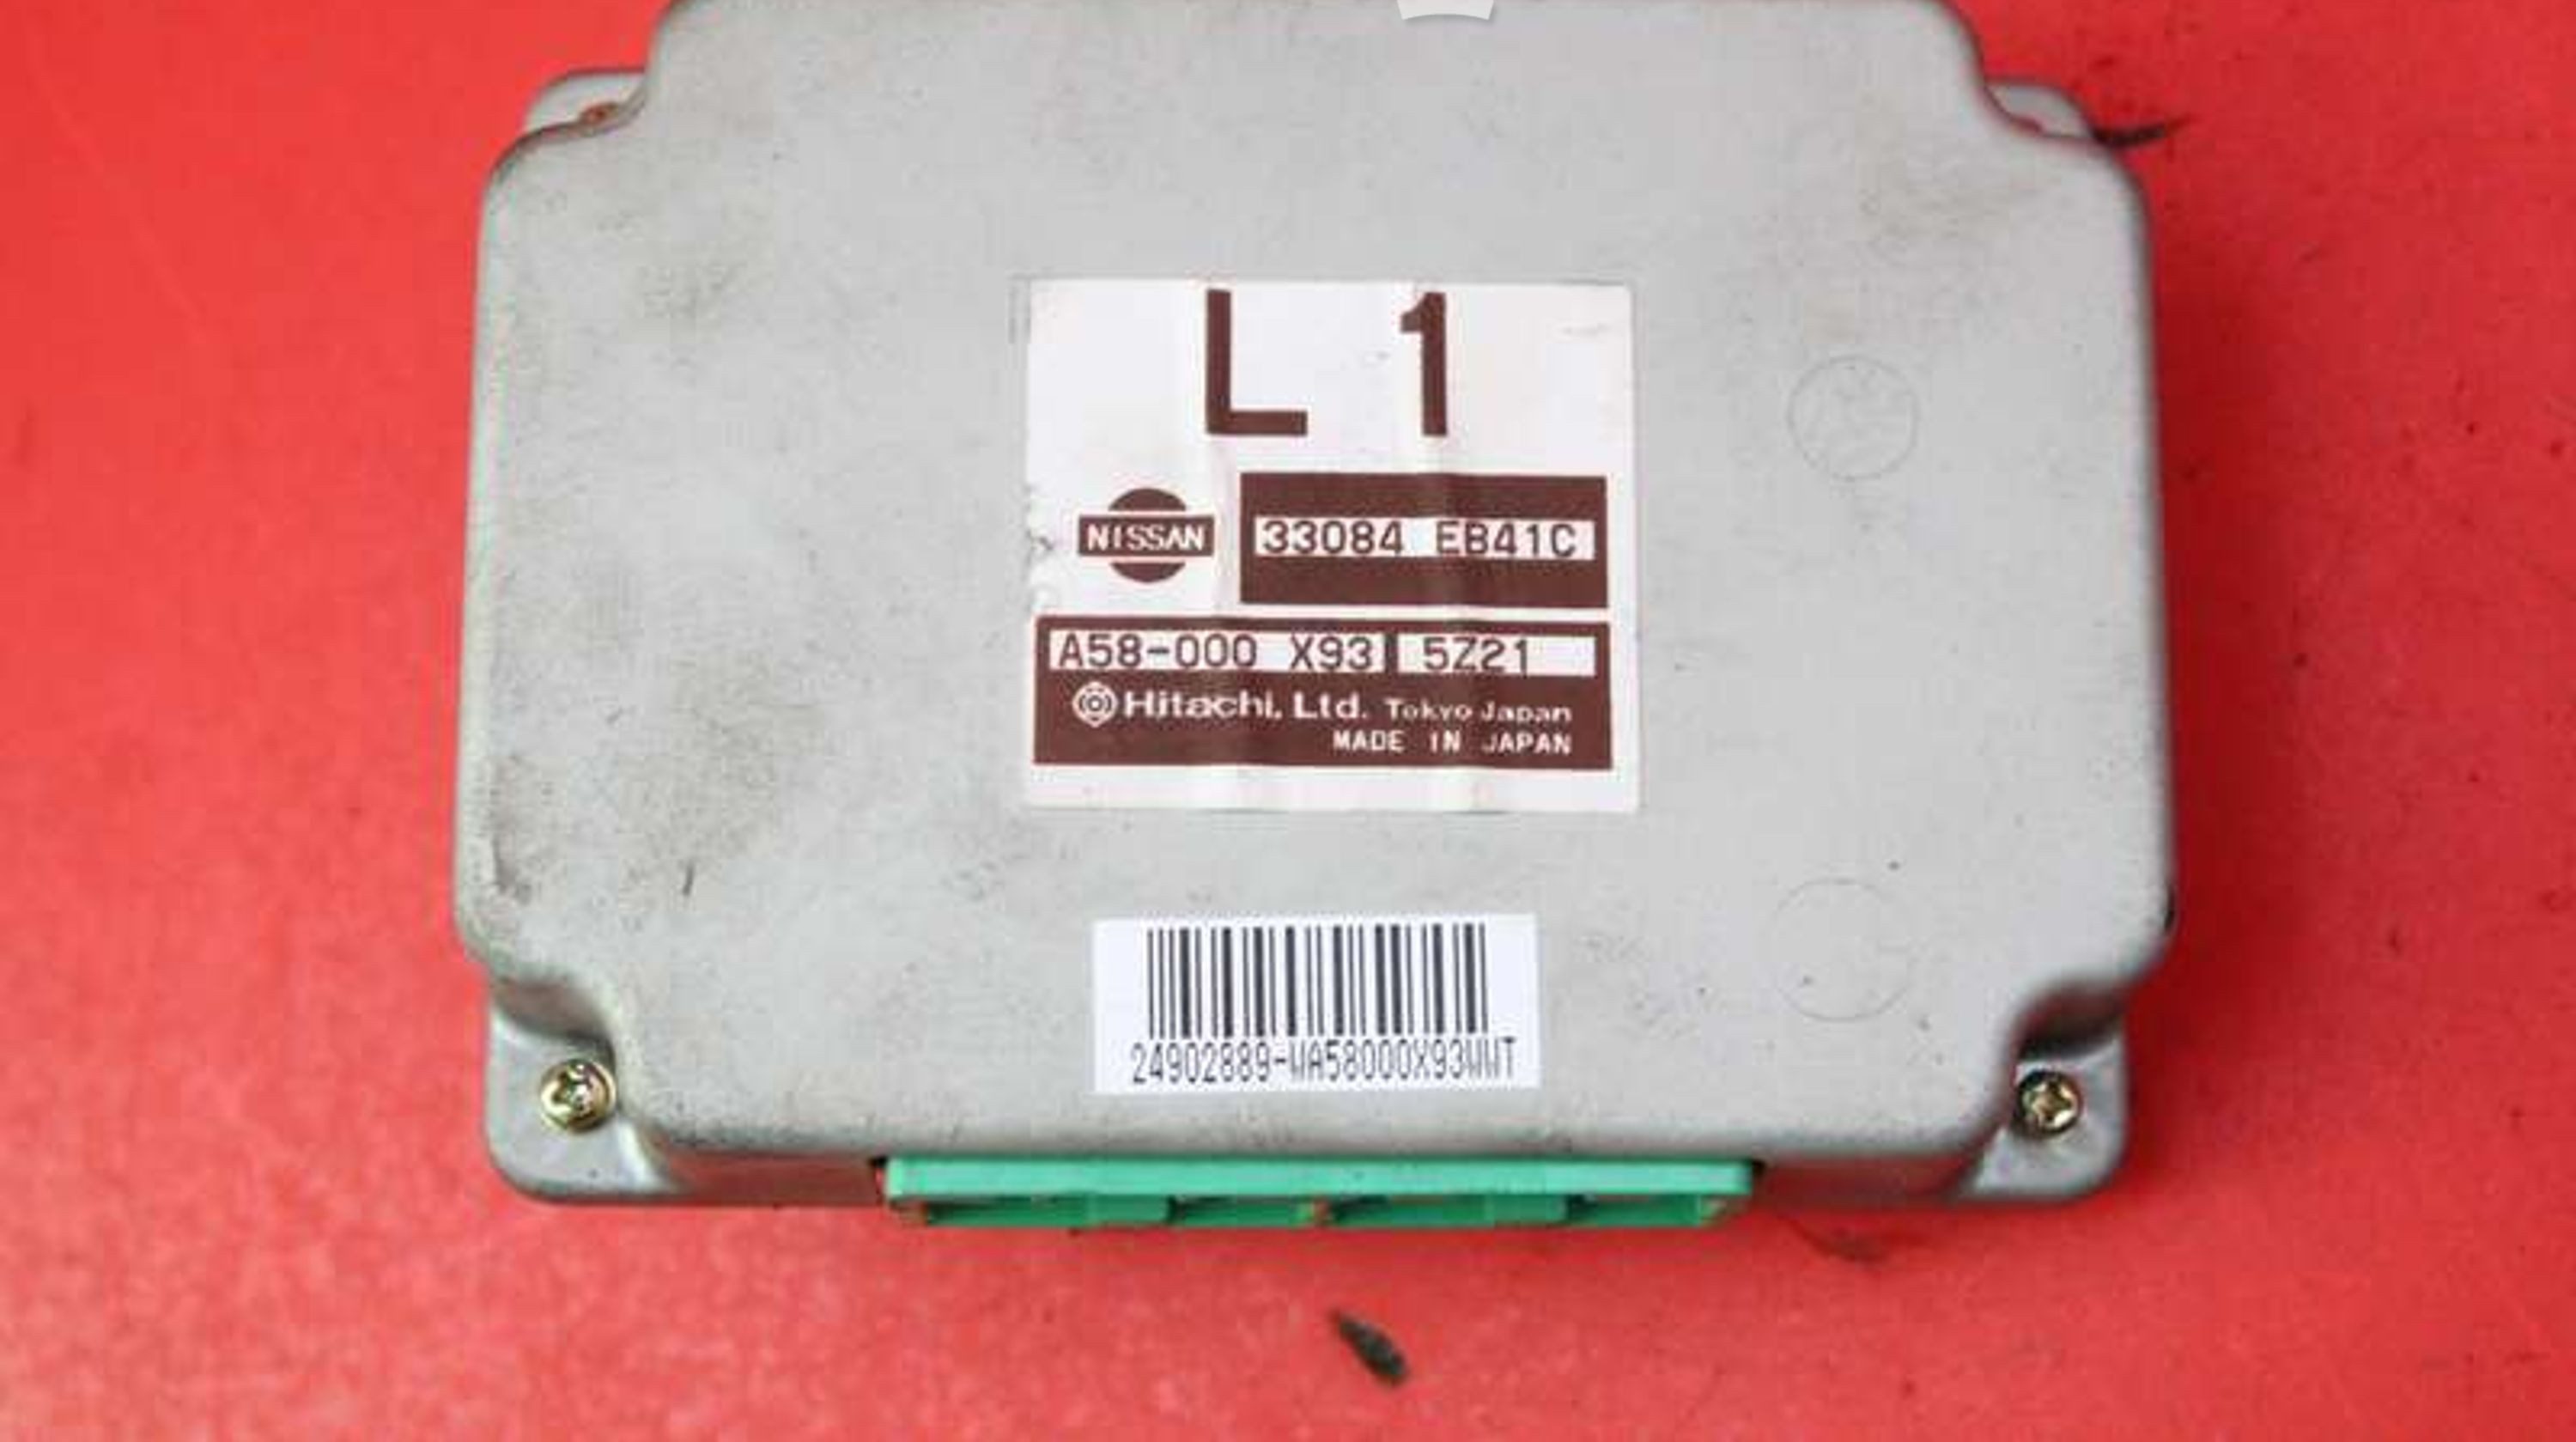 L 1
NISSAN
33084 EB41C
A58-000 X93 5Z21
Hitachi, Ltd. Tokyo Japan
MADE IN JAPAN
24902889-WA58000X93WWT